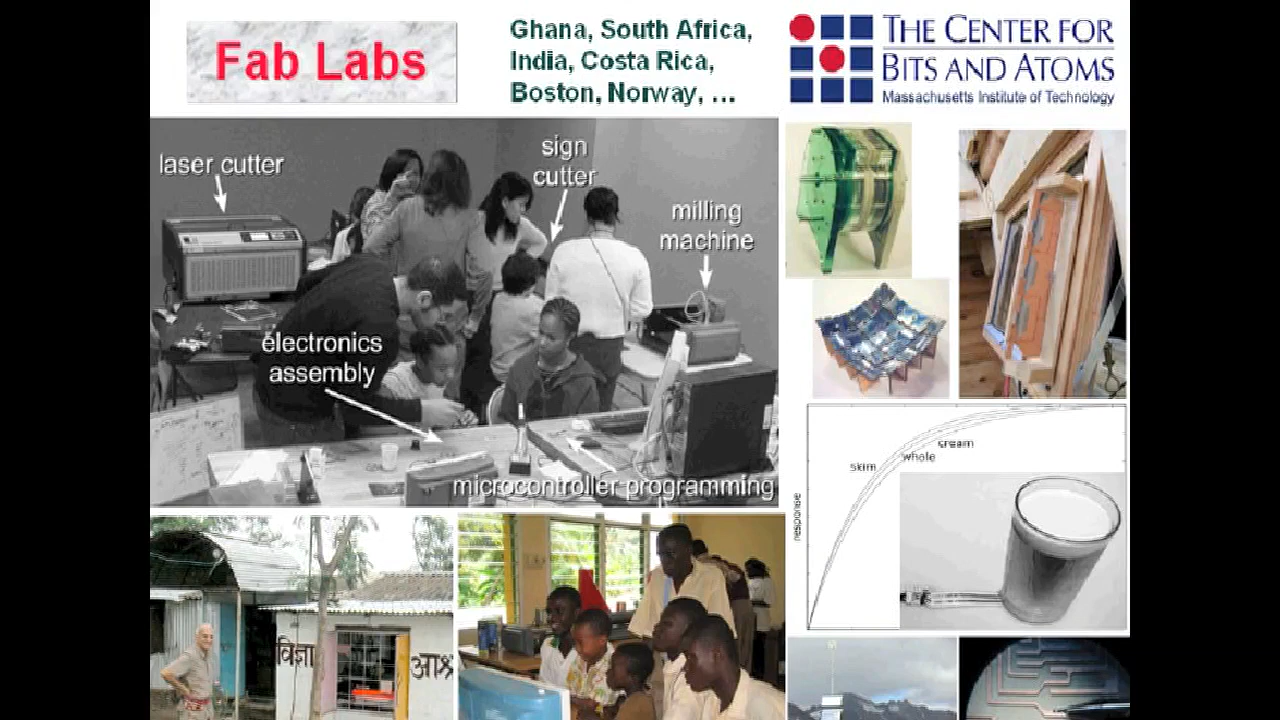 Fab Labs
Ghana, South Africa,
India, Costa Rica,
Boston, Norway, ...
THE CENTER FOR
BITS AND ATOMS
Massachusetts Institute of Technology
laser cutter
sign
cutter
milling
machine
electronics
assembly
microcontroller programming
cream
whole
skim
response
विज्ञा
आश्र